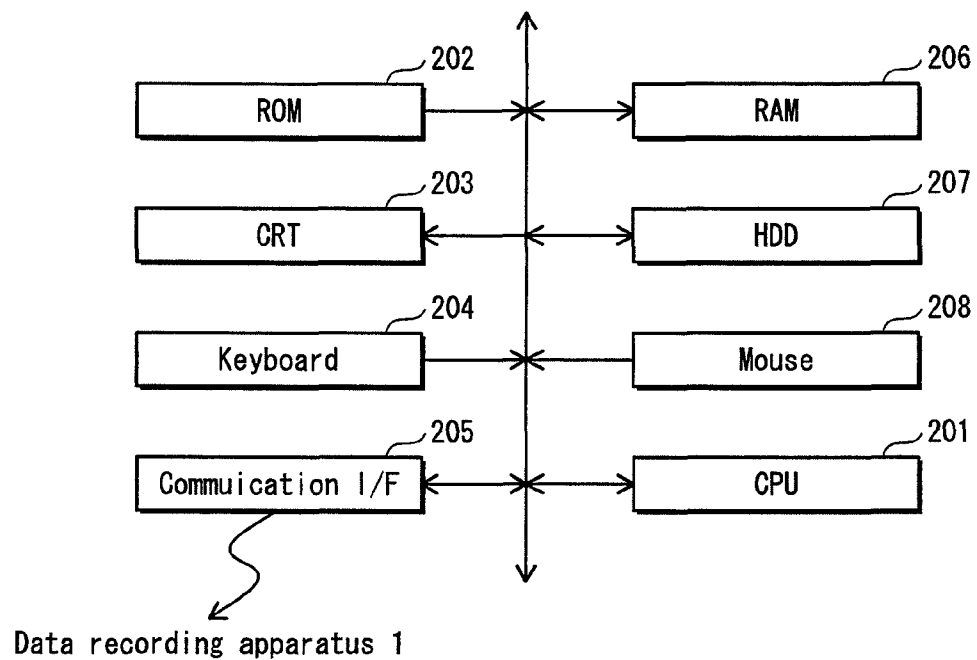 202
ROM
206
RAM
203
CRT
207
HDD
204
Keyboard
208
Mouse
205
Commuication I/F
201
CPU
Data recording apparatus 1